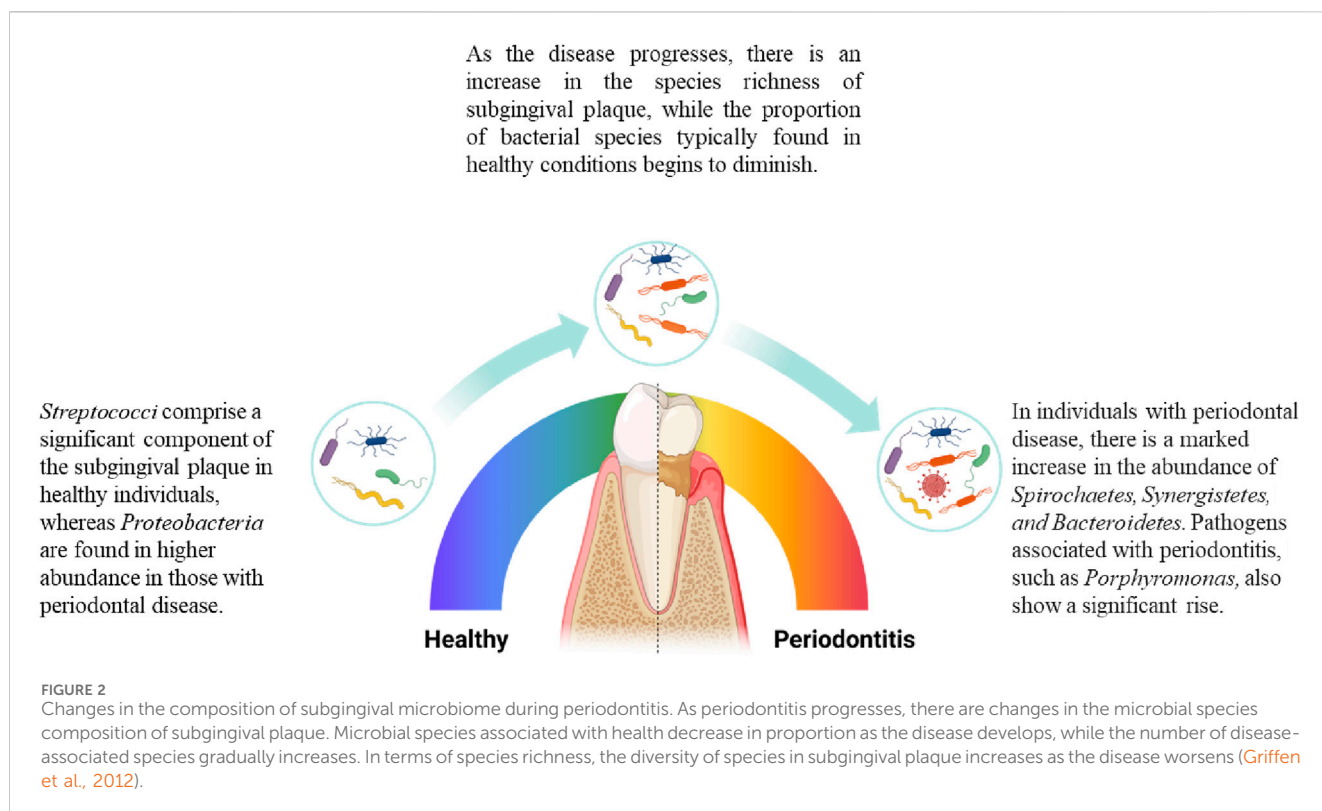 As the disease progresses, there is an
increase in the species richness of
subgingival plaque, while the proportion
of bacterial species typically found in
healthy conditions begins to diminish.
Streptococci comprise a
significant component of
the subgingival plaque in
healthy individuals,
whereas Proteobacteria
are found in higher
abundance in those with
periodontal disease.
In individuals with periodontal
disease, there is a marked
increase in the abundance of
Spirochaetes, Synergistetes,
and Bacteroidetes. Pathogens
associated with periodontitis,
such as Porphyromonas, also
show a significant rise.
Healthy
Periodontitis
FIGURE 2
Changes in the composition of subgingival microbiome during periodontitis. As periodontitis progresses, there are changes in the microbial species
composition of subgingival plaque. Microbial species associated with health decrease in proportion as the disease develops, while the number of disease-
associated species gradually increases. In terms of species richness, the diversity of species in subgingival plaque increases as the disease worsens (Griffen
et al., 2012).